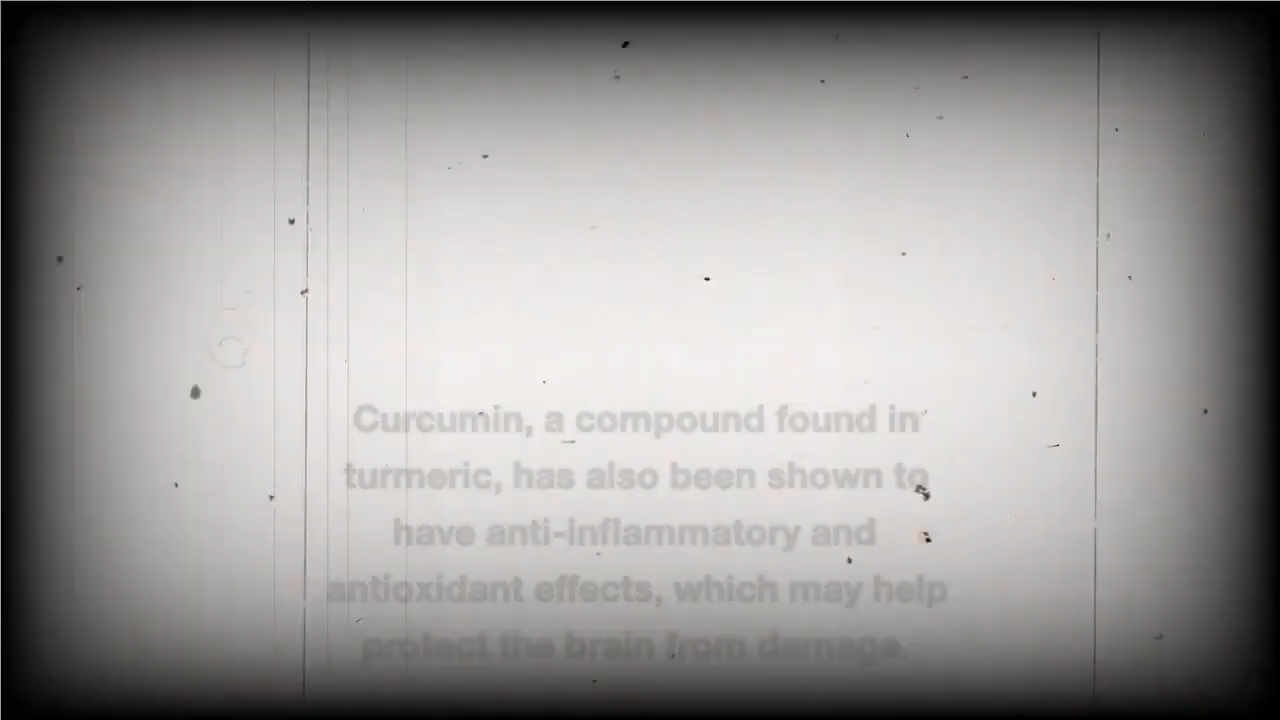 Curcumin, a compound found in
turmeric, has also been shown to
have anti-inflammatory and
antioxidant effects, which may help
protect the brain from damage.